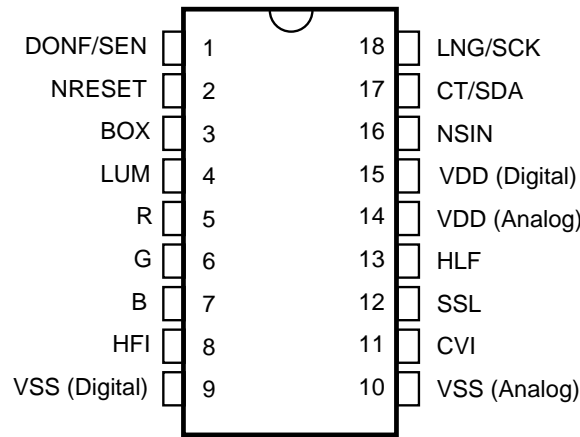 DONF/SEN 1 18 LNG/SCK
NRESET 2 17 CT/SDA
BOX 3 16 NSIN
LUM 4 15 VDD (Digital)
R 5 14 VDD (Analog)
G 6 13 HLF
B 7 12 SSL
HFI 8 11 CVI
VSS (Digital) 9 10 VSS (Analog)